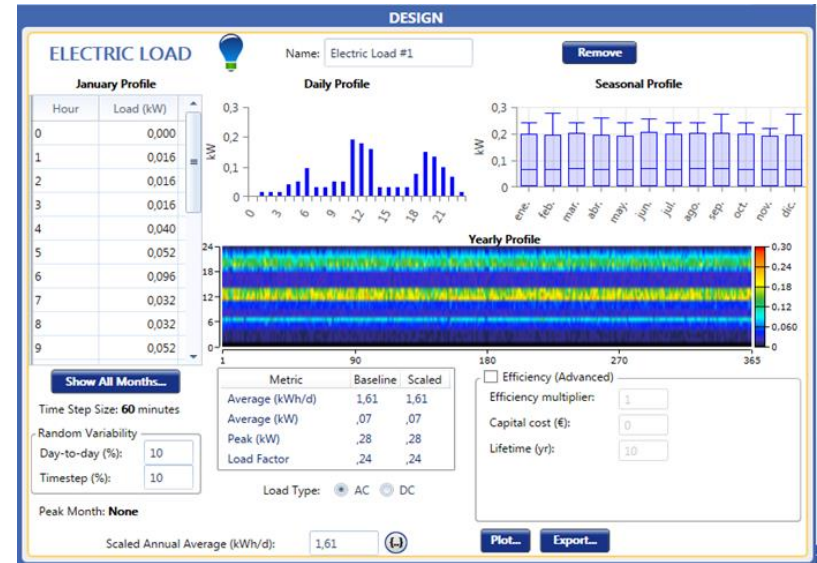 DESIGN
ELECTRIC LOAD
Name: Electric Load #1
Remove
January Profile
Hour Load (kW)
0 0,000
1 0,016
2 0,016
3 0,016
4 0,040
5 0,052
6 0,096
7 0,032
8 0,032
9 0,052
Daily Profile
kW
0,3
0,2
0,1
0
0 3 6 9 12 15 18 21
Seasonal Profile
kW
0,3
0,2
0,1
0
ene. feb. mar. abr. may. jun. jul. ago. sep. oct. nov. dic.
Yearly Profile
24
18
12
6
0
1 90 180 270 365
0,30
0,24
0,18
0,12
0,060
0
Show All Months...
Time Step Size: 60 minutes
Random Variability
Day-to-day (%): 10
Timestep (%): 10
Peak Month: None
Metric Baseline Scaled
Average (kWh/d) 1,61 1,61
Average (kW) ,07 ,07
Peak (kW) ,28 ,28
Load Factor ,24 ,24
Load Type: AC DC
Efficiency (Advanced)
Efficiency multiplier: 1
Capital cost (€): 0
Lifetime (yr): 10
Scaled Annual Average (kWh/d): 1,61 {..}
Plot... Export...